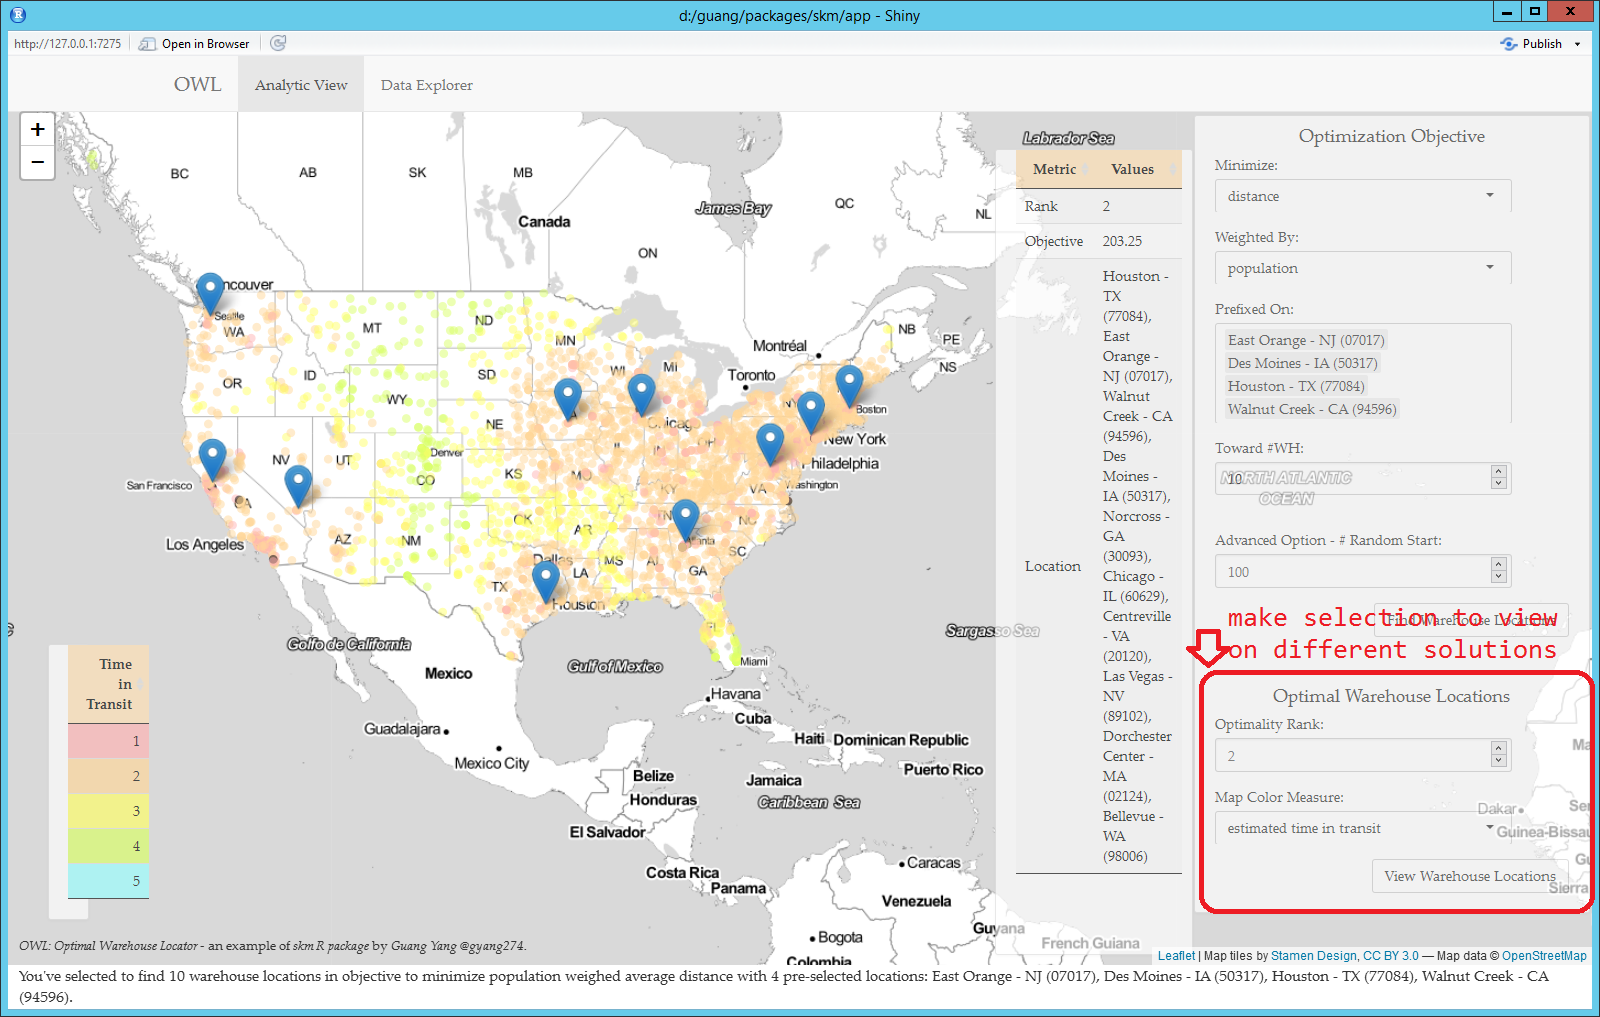 d:/guang/packages/skm/app - Shiny
http://127.0.0.1:7275
Open in Browser
Publish
OWL
Analytic View
Data Explorer
+
−
Labrador Sea
BC
AB
SK
MB
James Bay
QC
NL
Canada
ON
ncouver
Seattle
WA
MT
ND
MN
NB
PE
NS
Montréal
Toronto
OR
ID
SD
WI
MI
WY
NE
Chicago
NY
Boston
New York
Philadelphia
Washington
NV
UT
Denver
CO
KS
MO
OH
KY
VA
San Francisco
CA
OK
AR
TN
NC
Atlanta
SC
Los Angeles
AZ
NM
Dallas
MS
AL
GA
TX
LA
Houston
FL
Miami
Golfo de California
Gulf of Mexico
Sargasso Sea
Mexico
Havana
Cuba
Guadalajara
Mexico City
Haiti
Dominican Republic
Belize
Jamaica
Puerto Rico
Honduras
Caribbean Sea
El Salvador
Costa Rica
Panama
Caracas
Venezuela
Guyana
Bogota
Colombia
French Guiana
Time
in
Transit
1
2
3
4
5
Metric Values
Rank 2
Objective 203.25
Location
Houston -
TX
(77084),
East
Orange -
NJ (07017),
Walnut
Creek - CA
(94596),
Des
Moines -
IA (50317),
Norcross -
GA
(30093),
Chicago -
IL (60629),
Centreville
- VA
(20120),
Las Vegas -
NV
(89102),
Dorchester
Center -
MA
(02124),
Bellevue -
WA
(98006)
Optimization Objective
Minimize:
distance
Weighted By:
population
Prefixed On:
East Orange - NJ (07017)
Des Moines - IA (50317)
Houston - TX (77084)
Walnut Creek - CA (94596)
Toward #WH:
10
NORTH ATLANTIC
OCEAN
Advanced Option - # Random Start:
100
Find Warehouse Locations
make selection to view
on different solutions
Optimal Warehouse Locations
Optimality Rank:
2
Map Color Measure:
estimated time in transit
Dakar
Guinea-Bissau
Sierra
View Warehouse Locations
OWL: Optimal Warehouse Locator - an example of skm R package by Guang Yang @gyang274.
Leaflet | Map tiles by Stamen Design, CC BY 3.0 — Map data © OpenStreetMap
You've selected to find 10 warehouse locations in objective to minimize population weighed average distance with 4 pre-selected locations: East Orange - NJ (07017), Des Moines - IA (50317), Houston - TX (77084), Walnut Creek - CA
(94596).